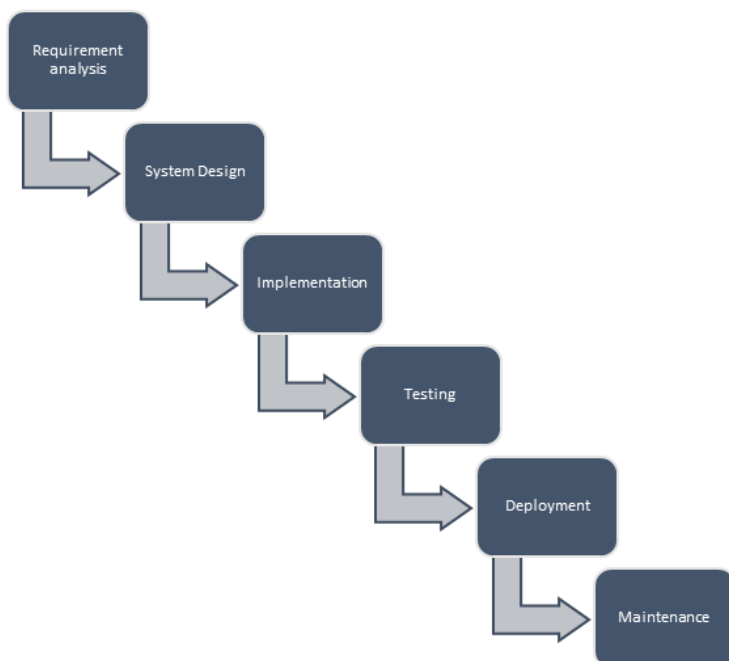 Requirement
analysis
System Design
Implementation
Testing
Deployment
Maintenance